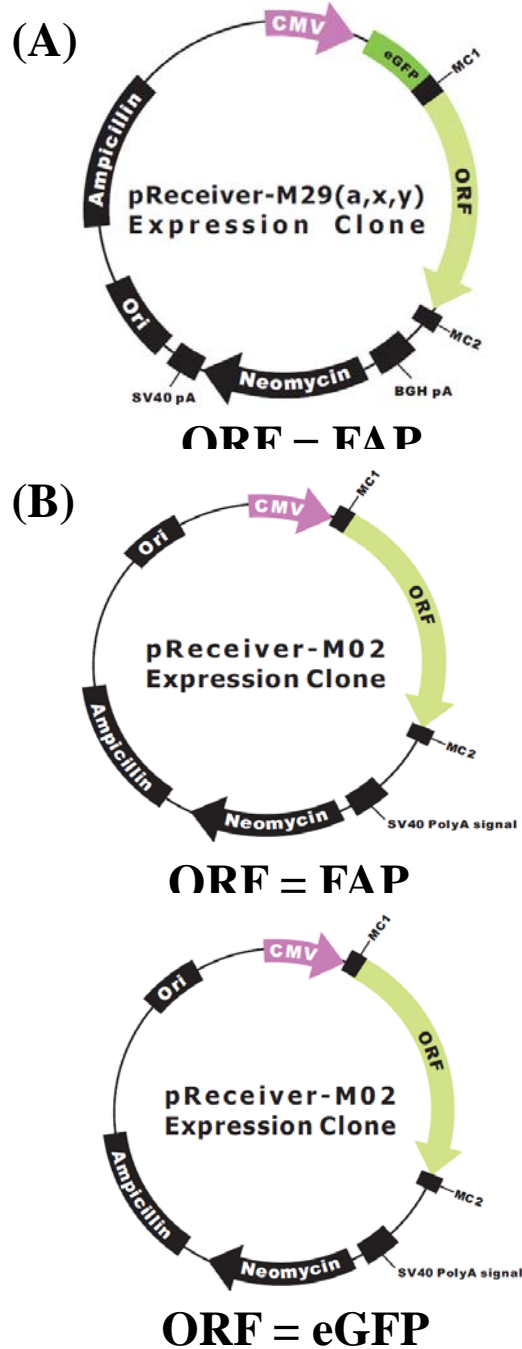 (A)
CMV
eGFP
MC1
Ampicillin
pReceiver-M29(a,x,y)
Expression Clone
ORF
Ori
MC2
SV40 pA
Neomycin
BGH pA
ORF = FAP
(B)
CMV
MC1
Ori
ORF
pReceiver-M02
Expression Clone
Ampicillin
MC2
Neomycin
SV40 PolyA signal
ORF = FAP
CMV
MC1
Ori
ORF
pReceiver-M02
Expression Clone
Ampicillin
MC2
Neomycin
SV40 PolyA signal
ORF = eGFP